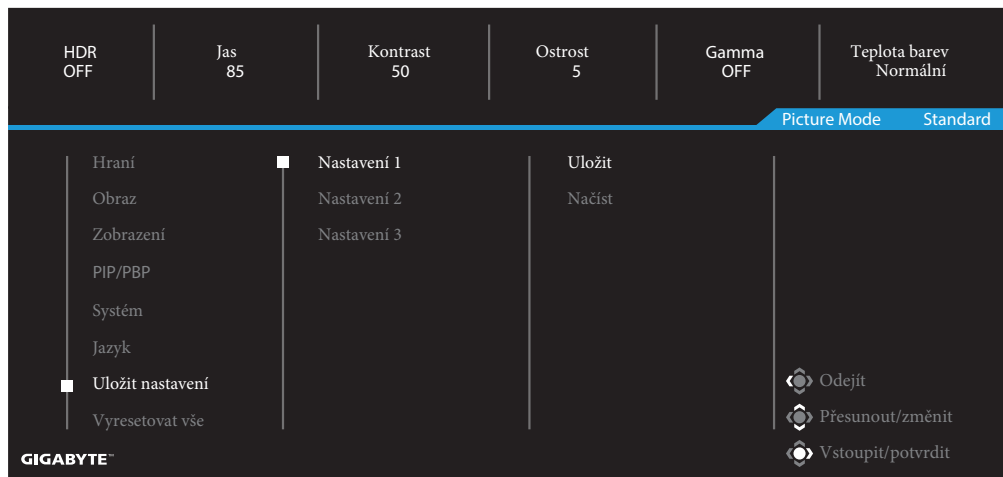 HDR
OFF
Jas
85
Kontrast
50
Ostrost
5
Gamma
OFF
Teplota barev
Normální
Picture Mode Standard
Hraní
Obraz
Zobrazení
PIP/PBP
Systém
Jazyk
Uložit nastavení
Vyresetovat vše
Nastavení 1
Nastavení 2
Nastavení 3
Uložit
Načíst
Odejít
Přesunout/změnit
Vstoupit/potvrdit
GIGABYTE™